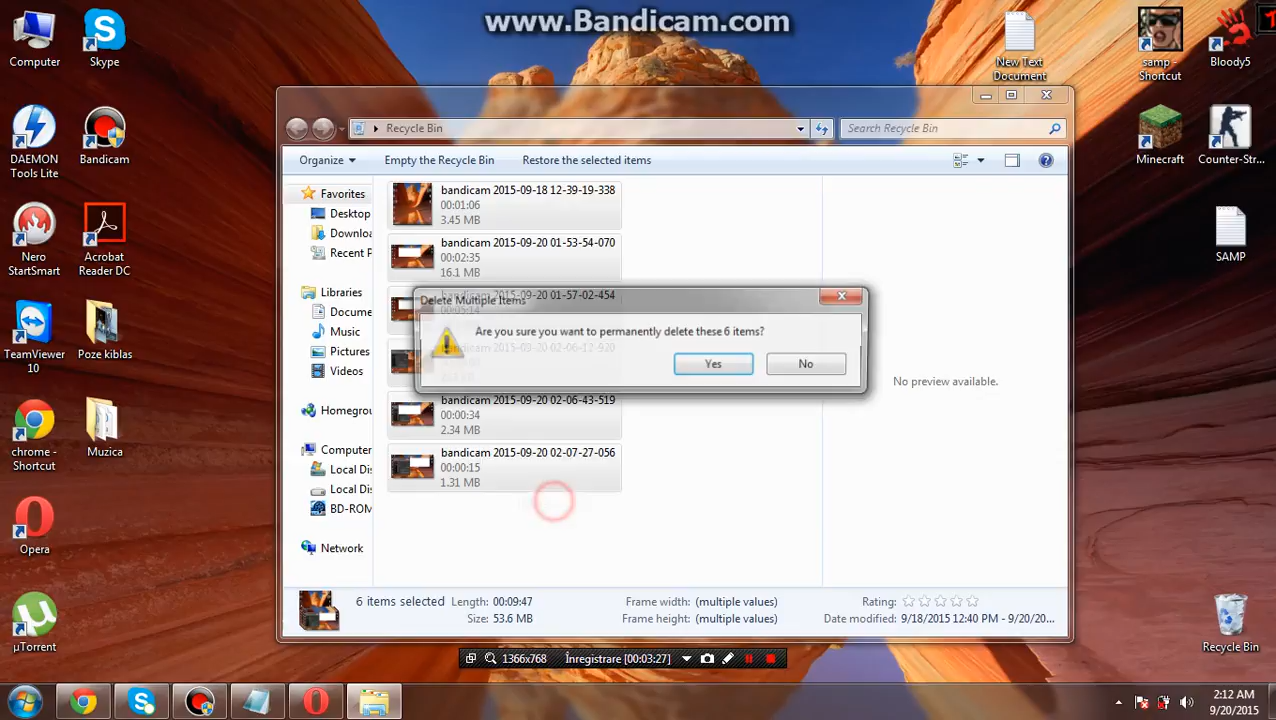 www.Bandicam.com
Computer
Skype
DAEMON
Tools Lite
Bandicam
Nero
StartSmart
Acrobat
Reader DC
TeamViewer
10
Poze kiblas
chrome -
Shortcut
Muzica
Opera
µTorrent
New Text
Document
samp -
Shortcut
Bloody5
Minecraft
Counter-Str...
SAMP
Recycle Bin
Recycle Bin
Search Recycle Bin
Organize
Empty the Recycle Bin
Restore the selected items
Favorites
Desktop
Downloa
Recent P
Libraries
Docume
Music
Pictures
Videos
Homegrou
Computer
Local Dis
Local Dis
BD-ROM
Network
bandicam 2015-09-18 12-39-19-338
00:01:06
3.45 MB
bandicam 2015-09-20 01-53-54-070
00:02:35
16.1 MB
bandicam 2015-09-20 01-57-02-454
bandicam 2015-09-20 02-06-12-920
bandicam 2015-09-20 02-06-43-519
00:00:34
2.34 MB
bandicam 2015-09-20 02-07-27-056
00:00:15
1.31 MB
Delete Multiple Items
Are you sure you want to permanently delete these 6 items?
Yes
No
No preview available.
6 items selected
Length: 00:09:47
Size: 53.6 MB
Frame width: (multiple values)
Frame height: (multiple values)
Rating:
Date modified: 9/18/2015 12:40 PM - 9/20/20...
1366x768
Înregistrare [00:03:27]
2:12 AM
9/20/2015